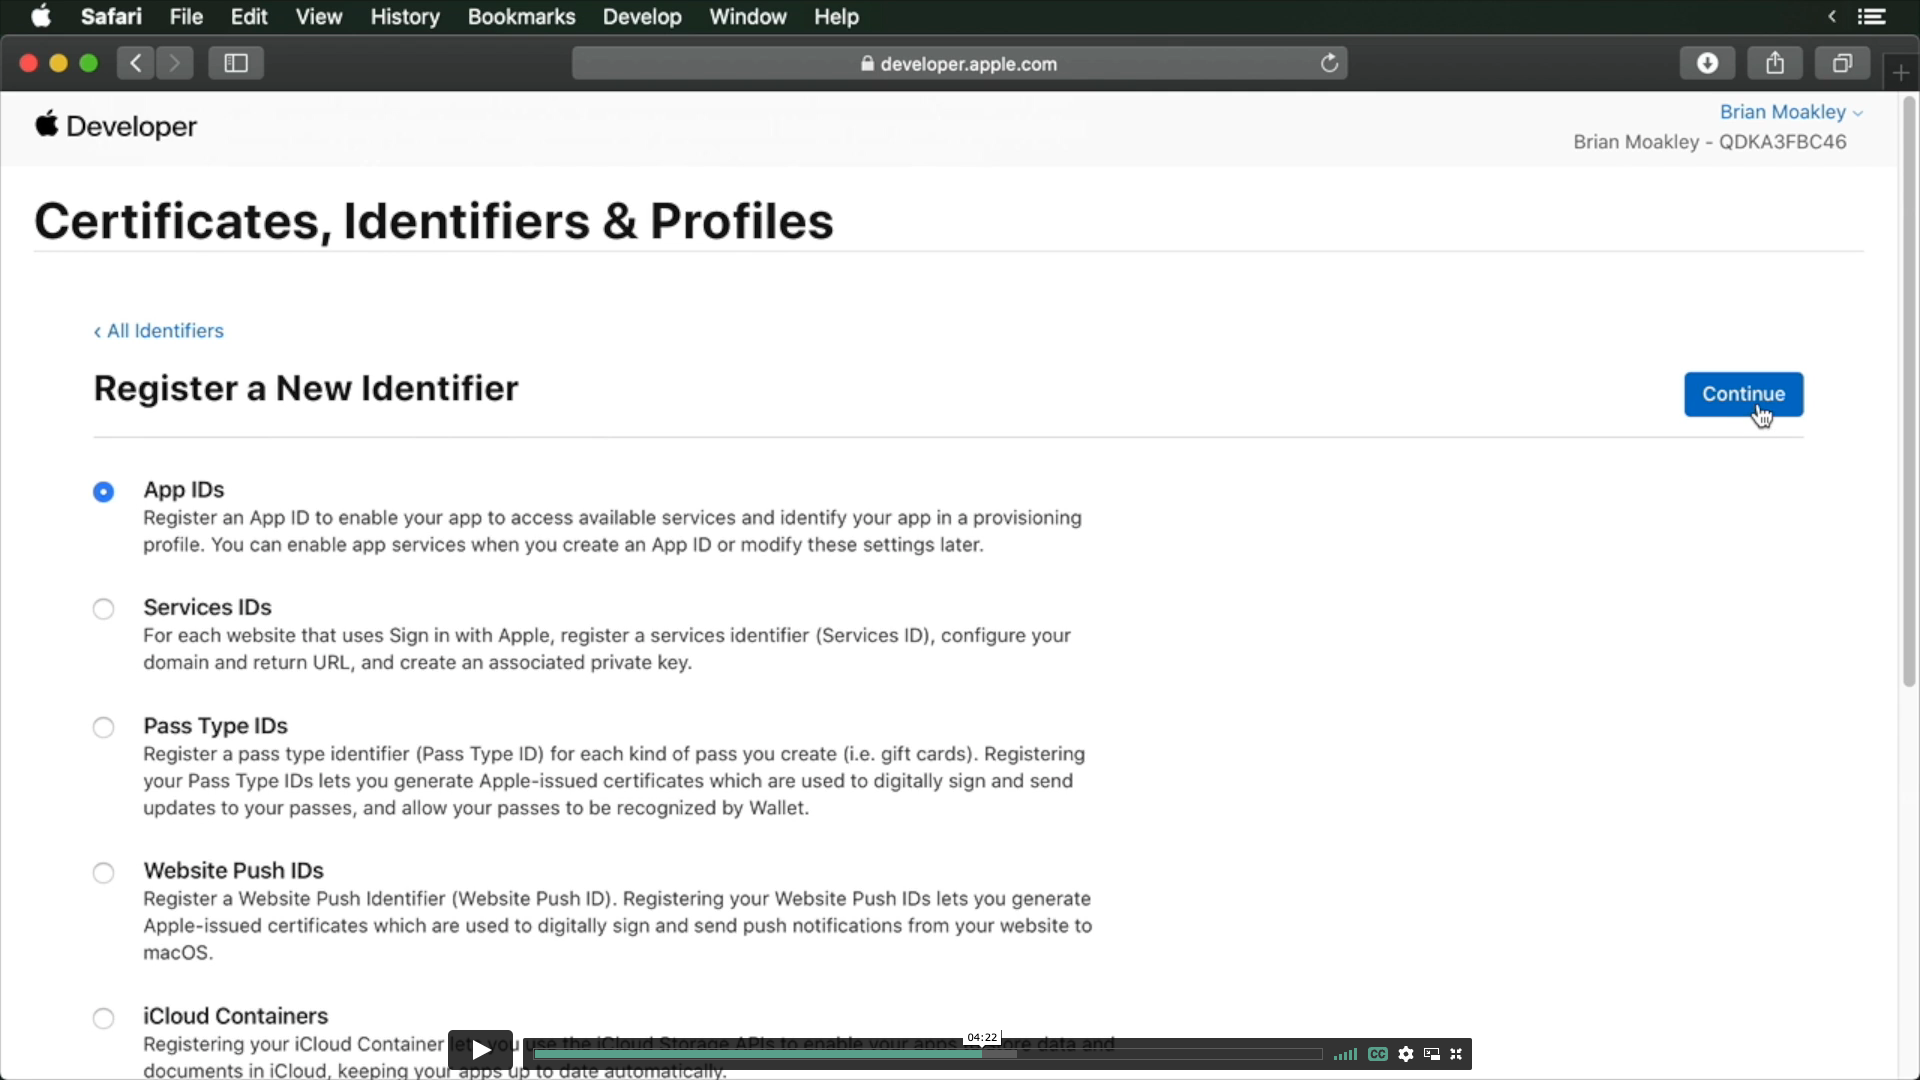 Safari File Edit View History Bookmarks Develop Window Help
developer.apple.com
Developer
Brian Moakley
Brian Moakley - QDKA3FBC46
Certificates, Identifiers & Profiles
‹ All Identifiers
Register a New Identifier
Continue
App IDs
Register an App ID to enable your app to access available services and identify your app in a provisioning
profile. You can enable app services when you create an App ID or modify these settings later.
Services IDs
For each website that uses Sign in with Apple, register a services identifier (Services ID), configure your
domain and return URL, and create an associated private key.
Pass Type IDs
Register a pass type identifier (Pass Type ID) for each kind of pass you create (i.e. gift cards). Registering
your Pass Type IDs lets you generate Apple-issued certificates which are used to digitally sign and send
updates to your passes, and allow your passes to be recognized by Wallet.
Website Push IDs
Register a Website Push Identifier (Website Push ID). Registering your Website Push IDs lets you generate
Apple-issued certificates which are used to digitally sign and send push notifications from your website to
macOS.
iCloud Containers
Registering your iCloud Container lets you use the iCloud Storage APIs to enable your apps to store data and
documents in iCloud, keeping your apps up to date automatically.
04:22
CC